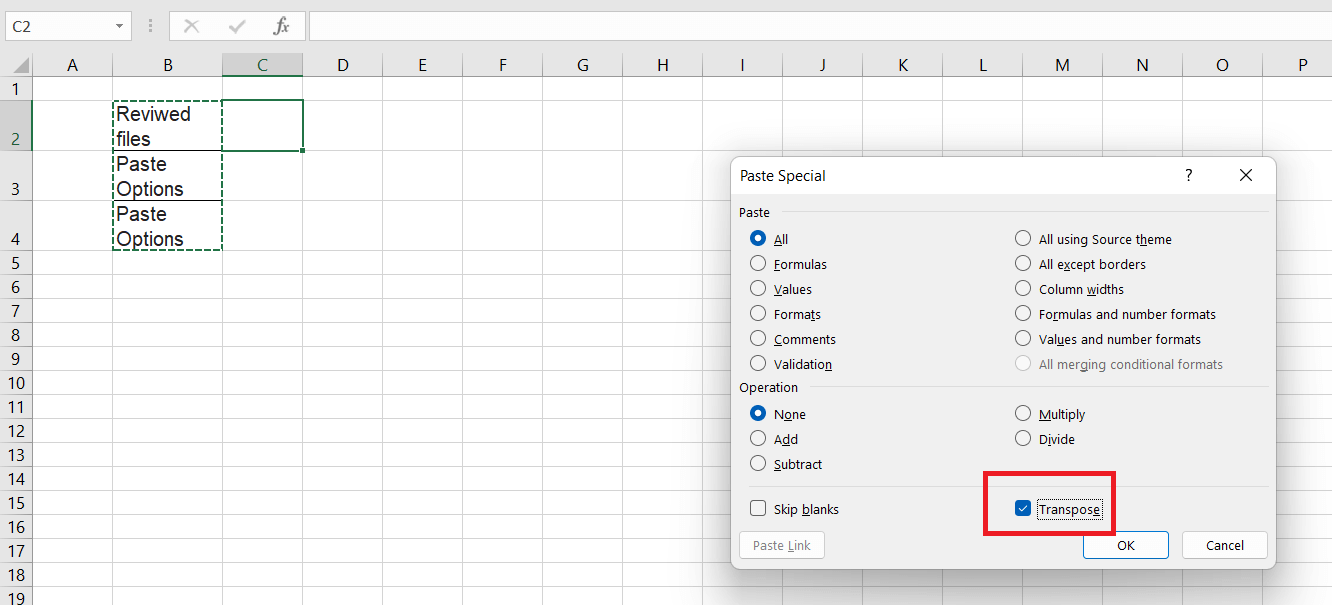 C2
fx
A B C D E F G H I J K L M N O P
1
2 Reviwed
files
3 Paste
Options
4 Paste
Options
5
6
7
8
9
10
11
12
13
14
15
16
17
18
19
Paste Special ?
Paste
All All using Source theme
Formulas All except borders
Values Column widths
Formats Formulas and number formats
Comments Values and number formats
Validation All merging conditional formats
Operation
None Multiply
Add Divide
Subtract
Skip blanks Transpose
Paste Link OK Cancel